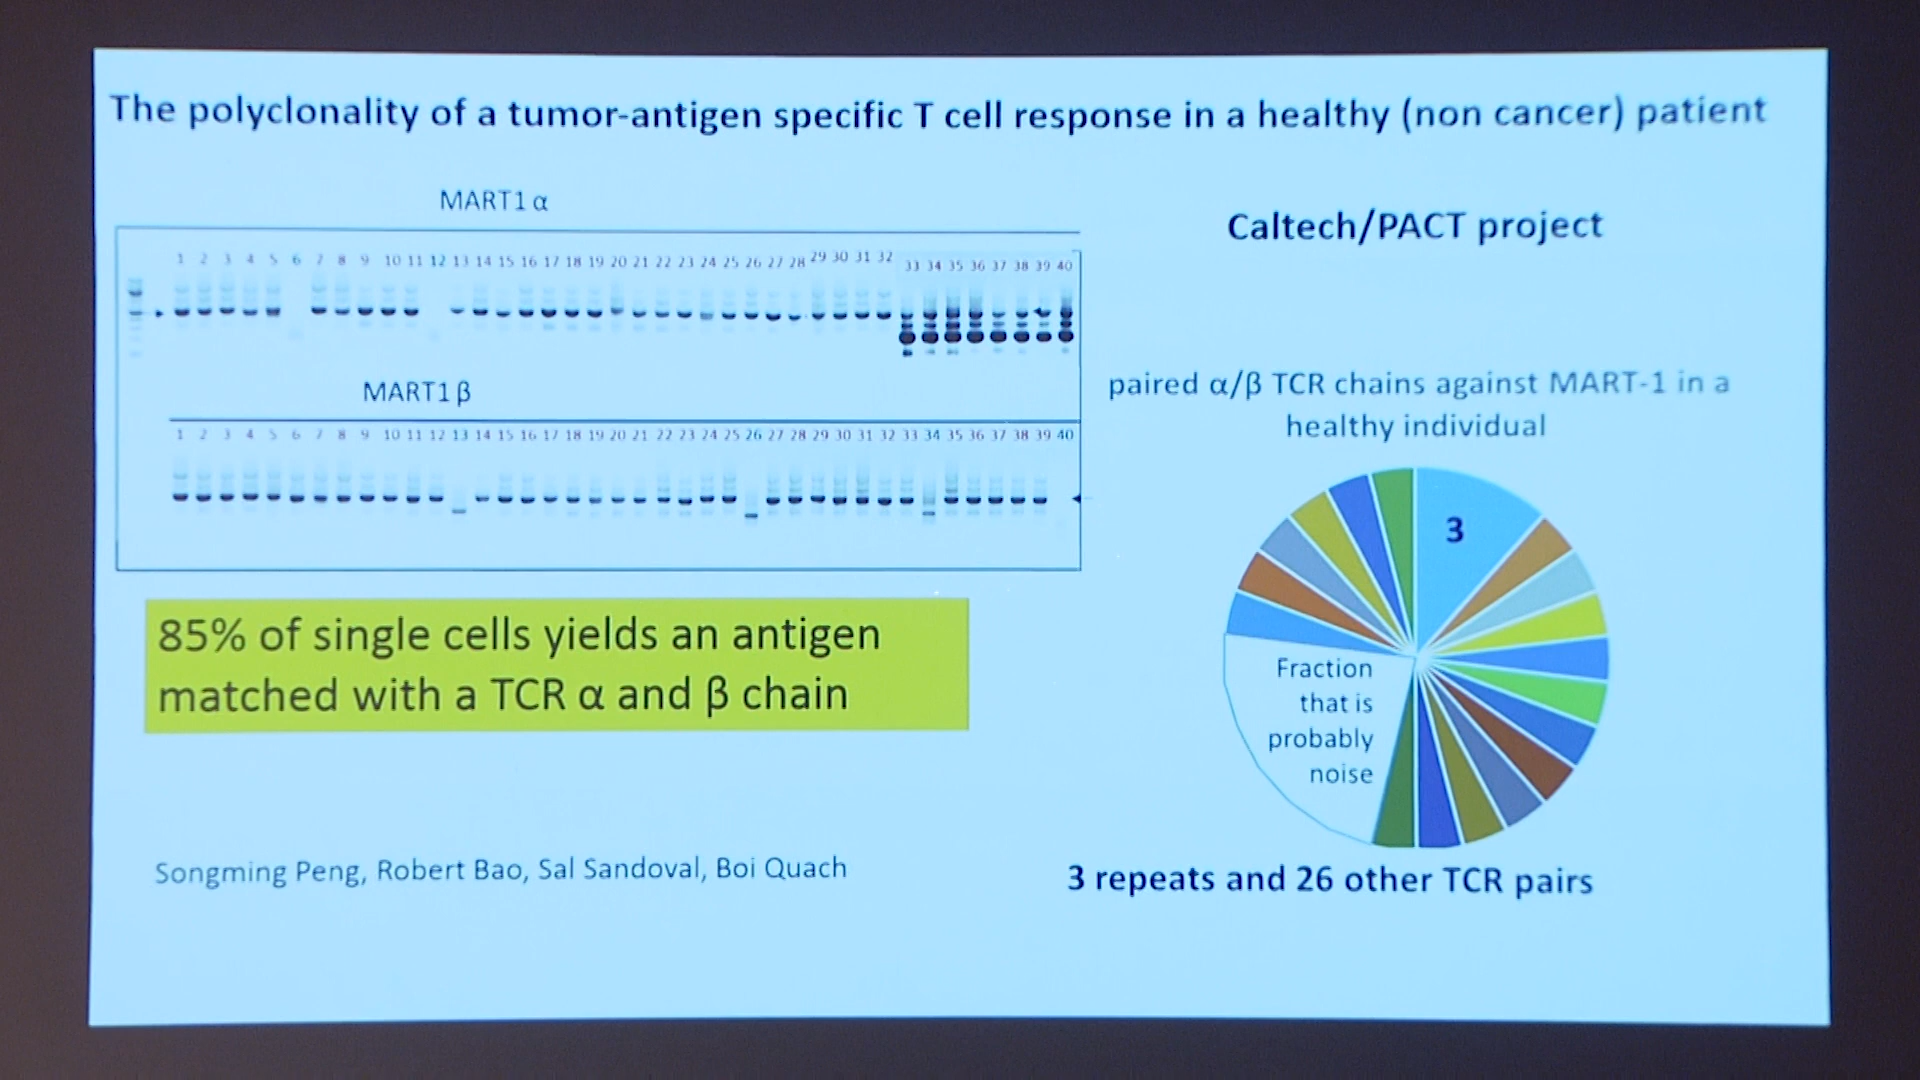 The polyclonality of a tumor-antigen specific T cell response in a healthy (non cancer) patient
MART1 α
1 2 3 4 5 6 7 8 9 10 11 12 13 14 15 16 17 18 19 20 21 22 23 24 25 26 27 28 29 30 31 32 33 34 35 36 37 38 39 40
MART1 β
1 2 3 4 5 6 7 8 9 10 11 12 13 14 15 16 17 18 19 20 21 22 23 24 25 26 27 28 29 30 31 32 33 34 35 36 37 38 39 40
85% of single cells yields an antigen
matched with a TCR α and β chain
Songming Peng, Robert Bao, Sal Sandoval, Boi Quach
Caltech/PACT project
paired α/β TCR chains against MART-1 in a
healthy individual
3
Fraction
that is
probably
noise
3 repeats and 26 other TCR pairs